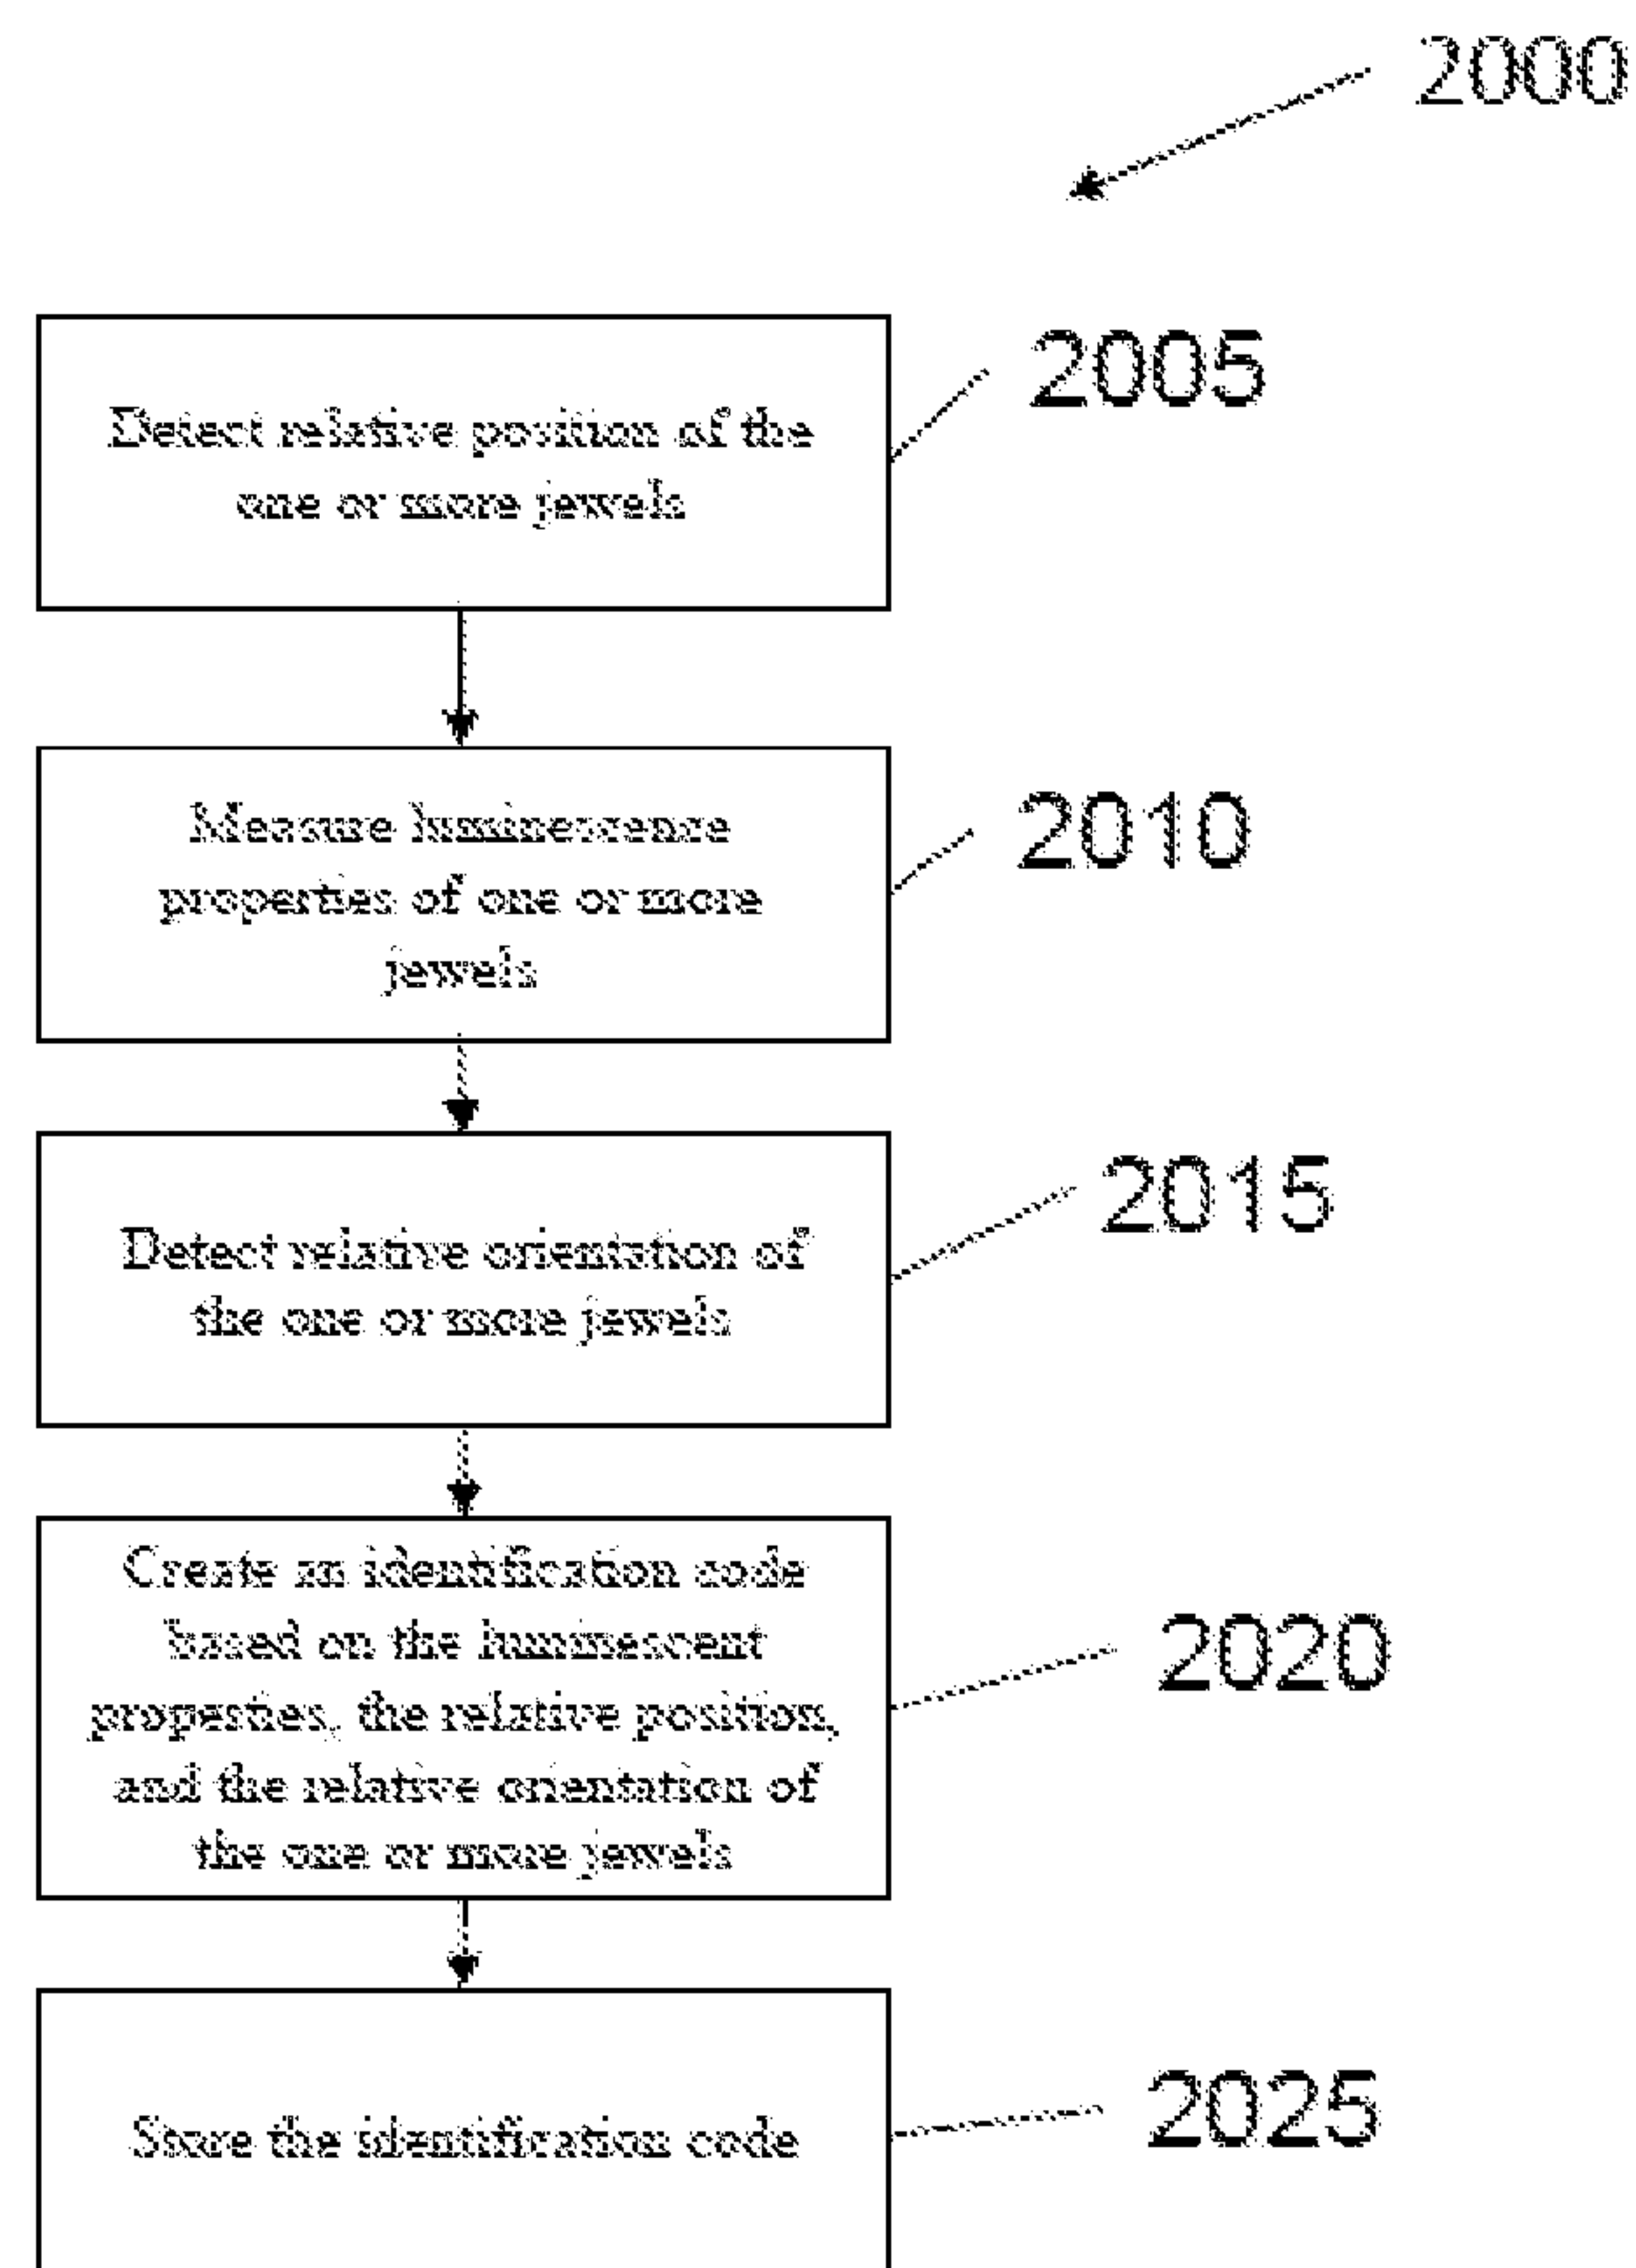 2000
Detect relative position of the
2005
one or more jewels
Measure luminescence
2010
properties of one or more
jewels
2015
Detect relative orientation of
the one or more jewels
Create an identification code
based on the luminescent
2020
properties, the relative position,
and the relative orientation of
the one or more jewels
2025
Store the identification code